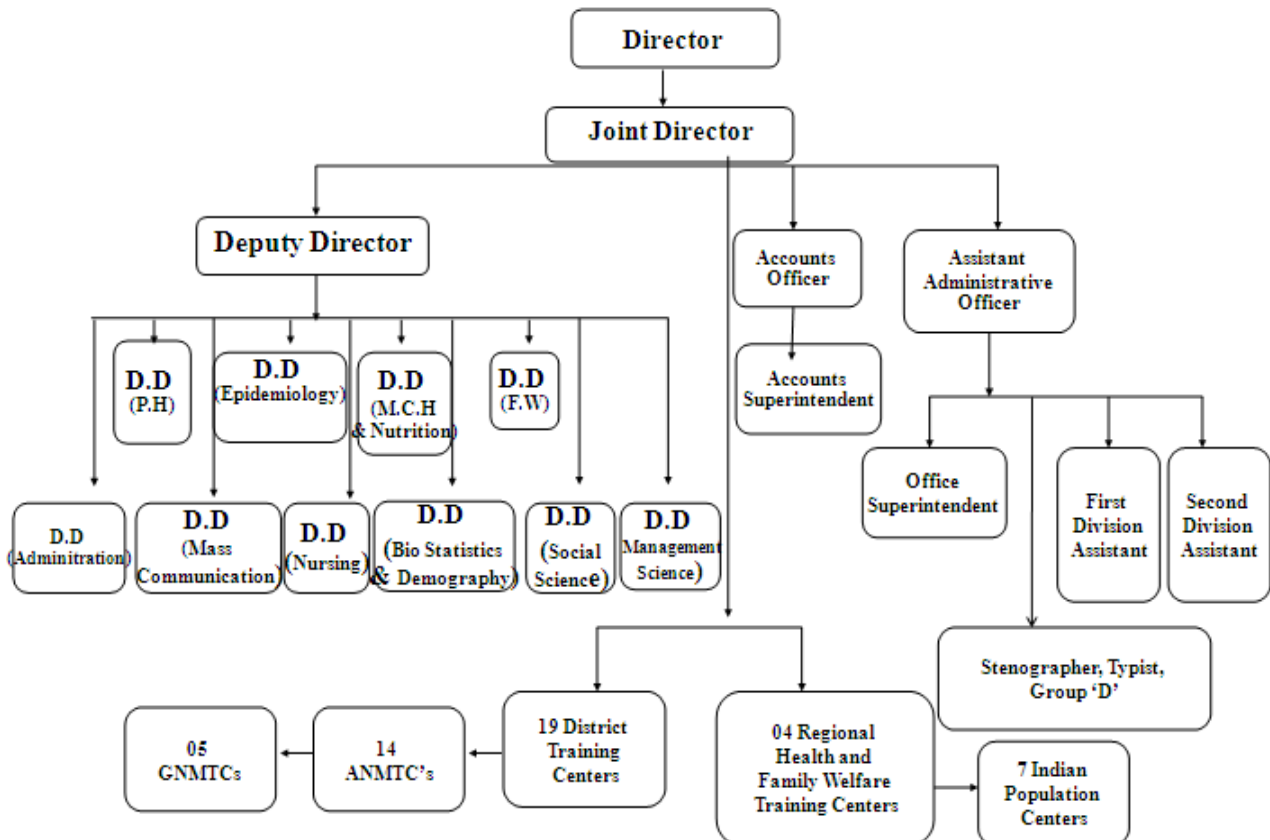 Director
Joint Director
Deputy Director
Accounts
Officer
Assistant
Administrative
Officer
D.D
(P.H)
D.D
(Epidemiology)
D.D
(M.C.H
& Nutrition)
D.D
(F.W)
Accounts
Superintendent
D.D
(Adminitration)
D.D
(Mass
Communication)
D.D
(Nursing)
D.D
(Bio Statistics
& Demography)
D.D
(Social
Science)
D.D
Management
Science)
Office
Superintendent
First
Division
Assistant
Second
Division
Assistant
Stenographer, Typist,
Group ‘D’
05
GNMTCs
14
ANMTC’s
19 District
Training
Centers
04 Regional
Health and
Family Welfare
Training Centers
7 Indian
Population
Centers